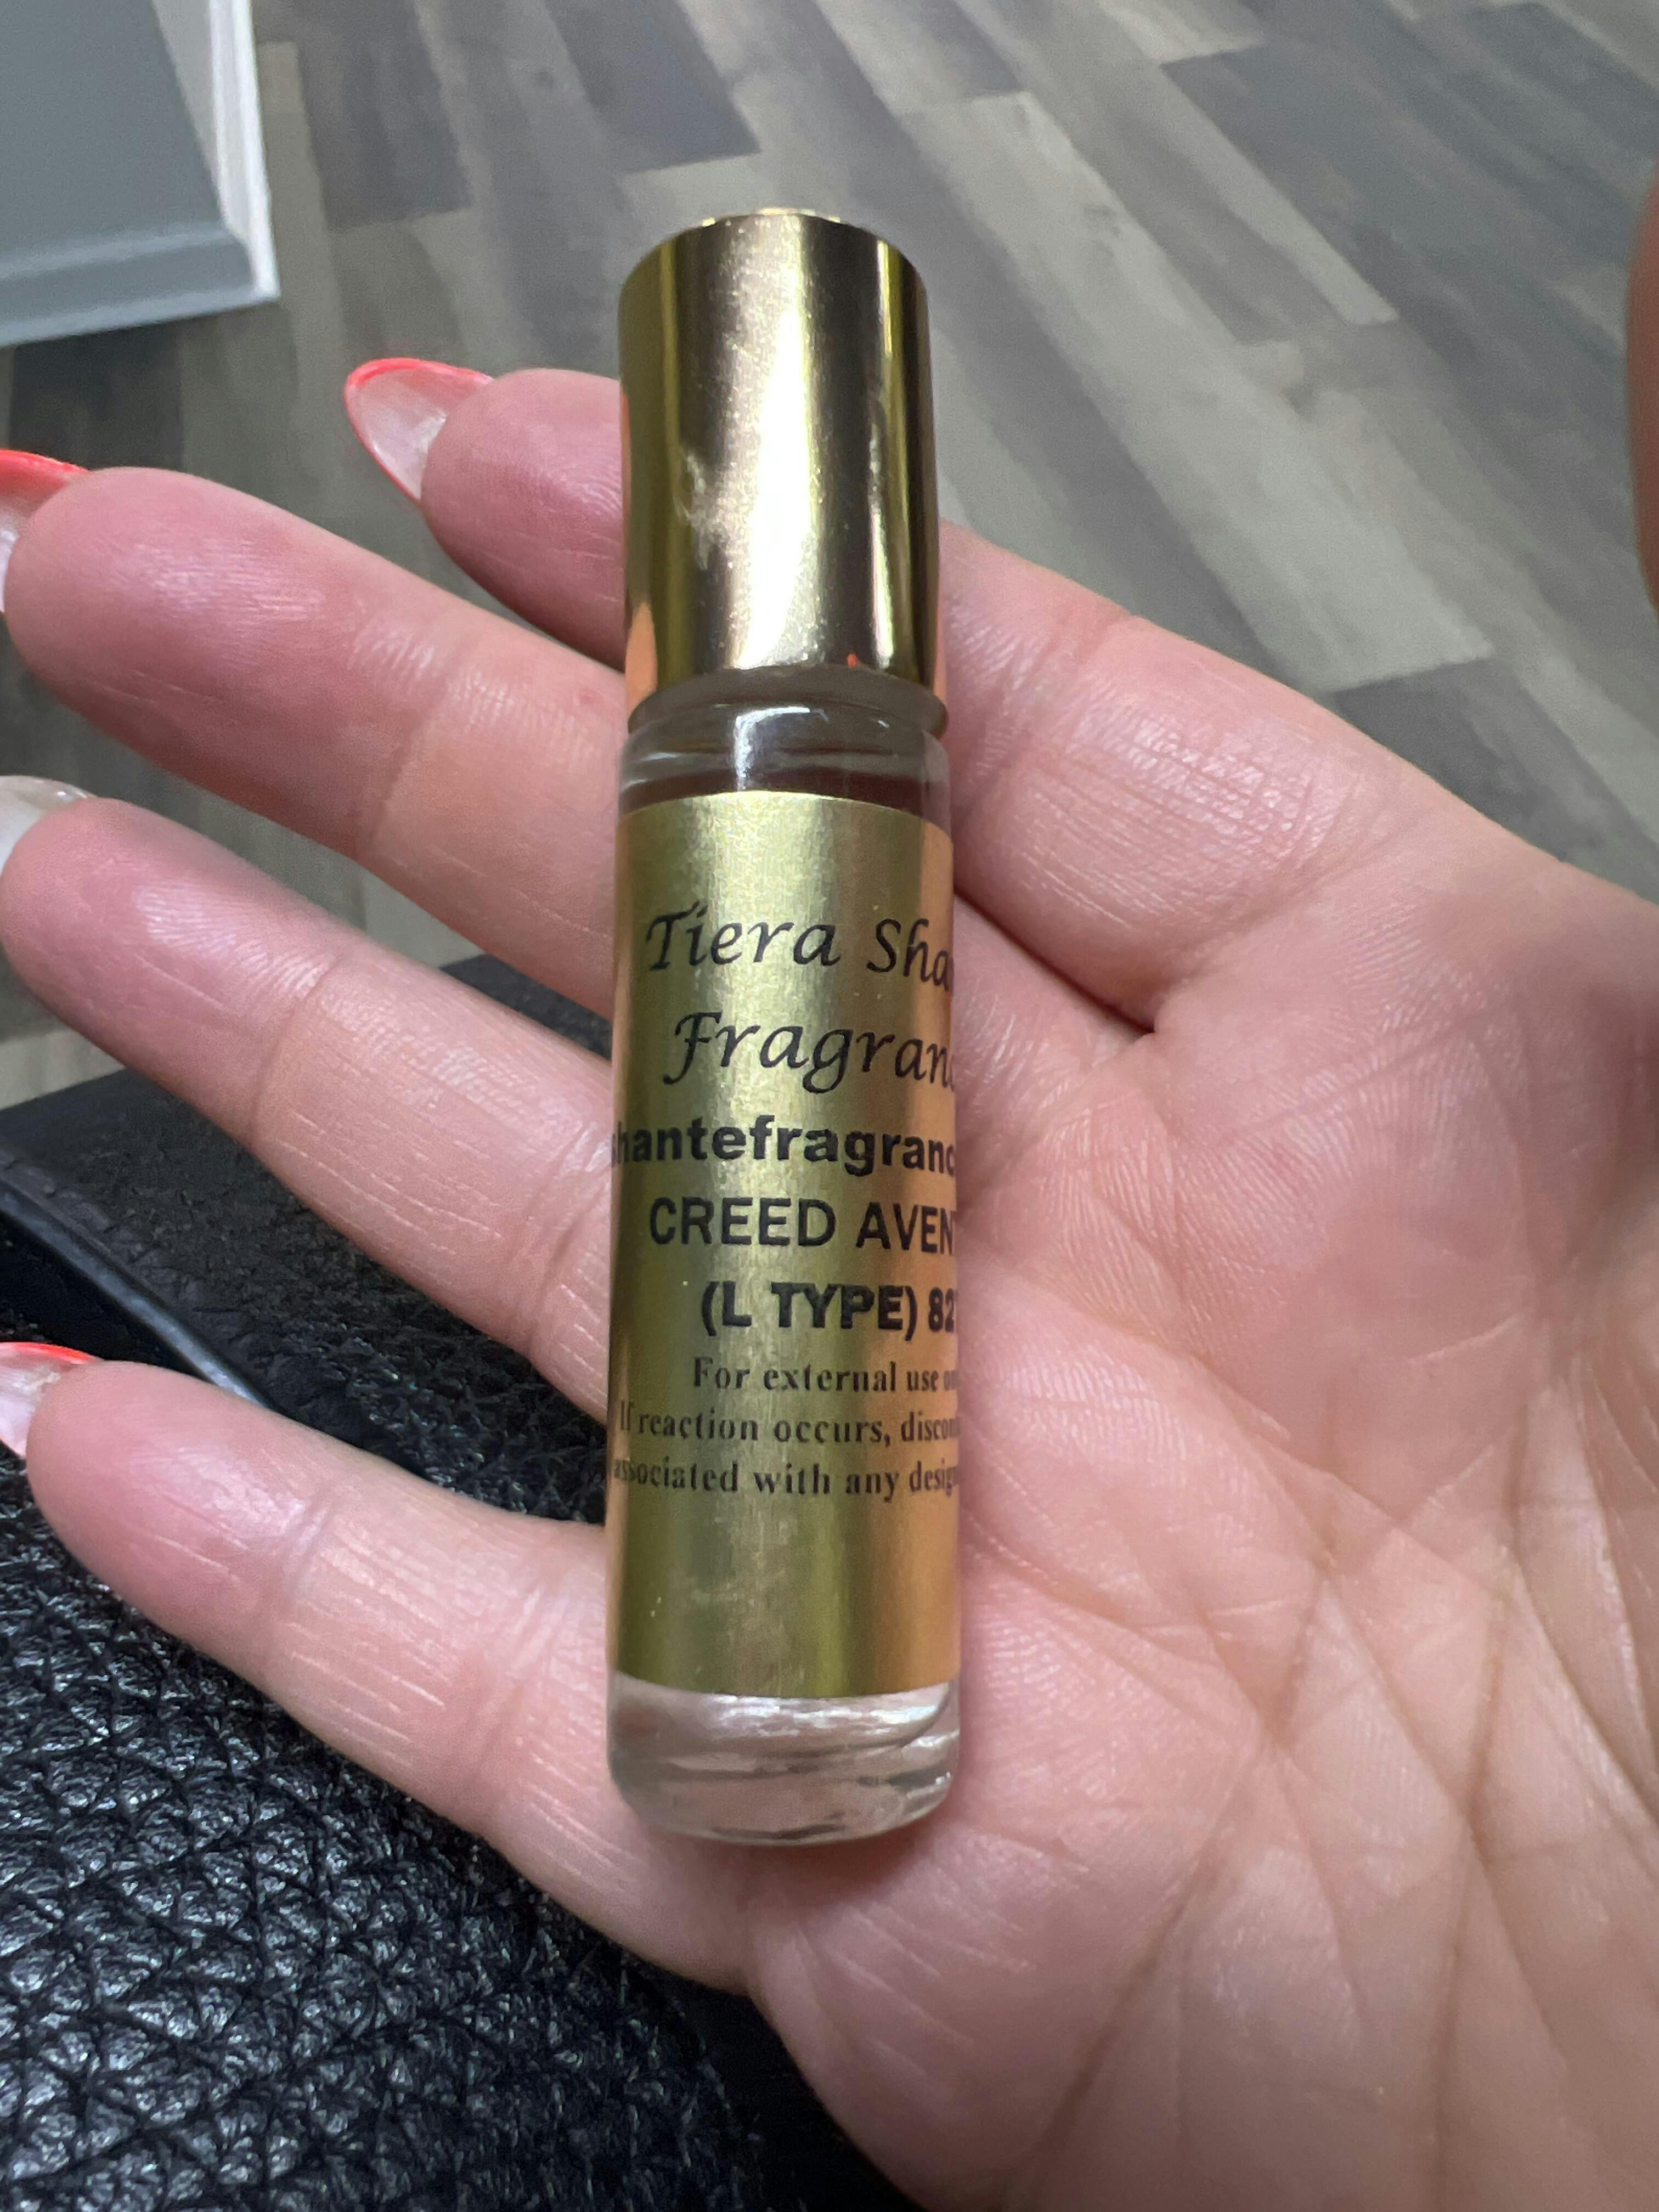 Tiera Sha
Fragranc
hantefragranc
CREED AVENT
(L TYPE) 82
For external use on
If reaction occurs, discon
associated with any desig